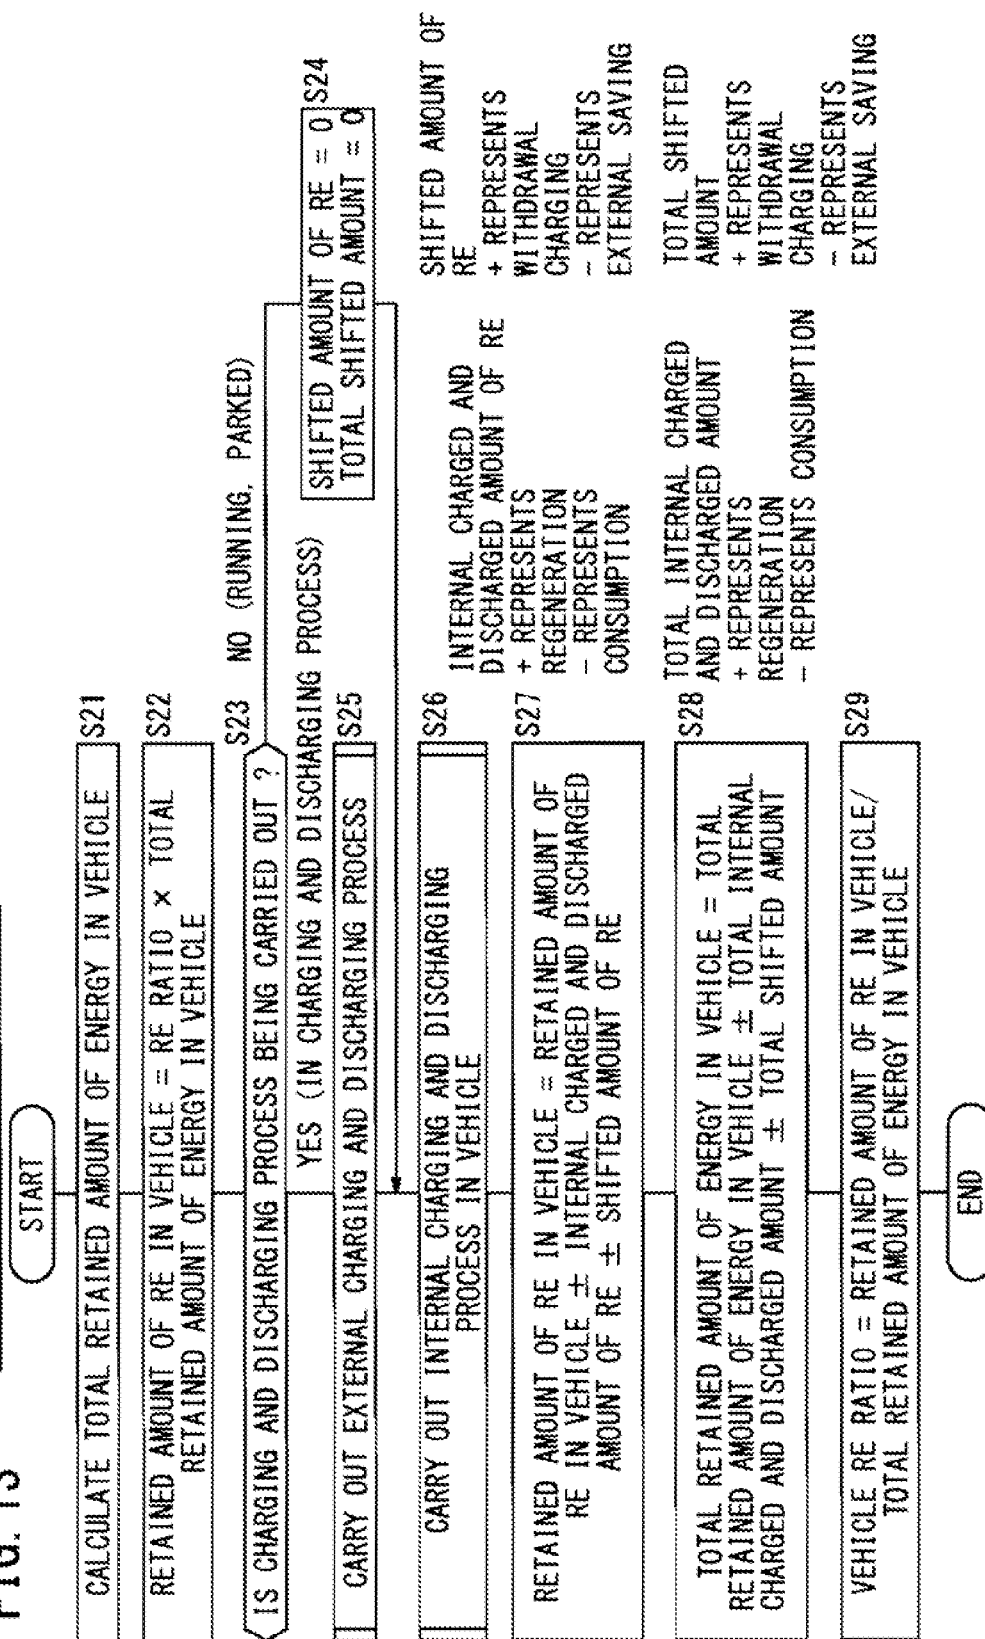 FIG. 13
START
CALCULATE TOTAL RETAINED AMOUNT OF ENERGY IN VEHICLE
S21
RETAINED AMOUNT OF RE IN VEHICLE = RE RATIO × TOTAL
RETAINED AMOUNT OF ENERGY IN VEHICLE
S22
IS CHARGING AND DISCHARGING PROCESS BEING CARRIED OUT ?
S23
NO (RUNNING, PARKED)
YES (IN CHARGING AND DISCHARGING PROCESS)
SHIFTED AMOUNT OF RE = 0
TOTAL SHIFTED AMOUNT = 0
S24
CARRY OUT EXTERNAL CHARGING AND DISCHARGING PROCESS
S25
CARRY OUT INTERNAL CHARGING AND DISCHARGING
PROCESS IN VEHICLE
S26
INTERNAL CHARGED AND
DISCHARGED AMOUNT OF RE
+ REPRESENTS
REGENERATION
− REPRESENTS
CONSUMPTION
SHIFTED AMOUNT OF
RE
+ REPRESENTS
WITHDRAWAL
CHARGING
− REPRESENTS
EXTERNAL SAVING
RETAINED AMOUNT OF RE IN VEHICLE = RETAINED AMOUNT OF
RE IN VEHICLE ± INTERNAL CHARGED AND DISCHARGED
AMOUNT OF RE ± SHIFTED AMOUNT OF RE
S27
TOTAL RETAINED AMOUNT OF ENERGY IN VEHICLE = TOTAL
RETAINED AMOUNT OF ENERGY IN VEHICLE ± TOTAL INTERNAL
CHARGED AND DISCHARGED AMOUNT ± TOTAL SHIFTED AMOUNT
S28
TOTAL INTERNAL CHARGED
AND DISCHARGED AMOUNT
+ REPRESENTS
REGENERATION
− REPRESENTS CONSUMPTION
TOTAL SHIFTED
AMOUNT
+ REPRESENTS
WITHDRAWAL
CHARGING
− REPRESENTS
EXTERNAL SAVING
VEHICLE RE RATIO = RETAINED AMOUNT OF RE IN VEHICLE/
TOTAL RETAINED AMOUNT OF ENERGY IN VEHICLE
S29
END